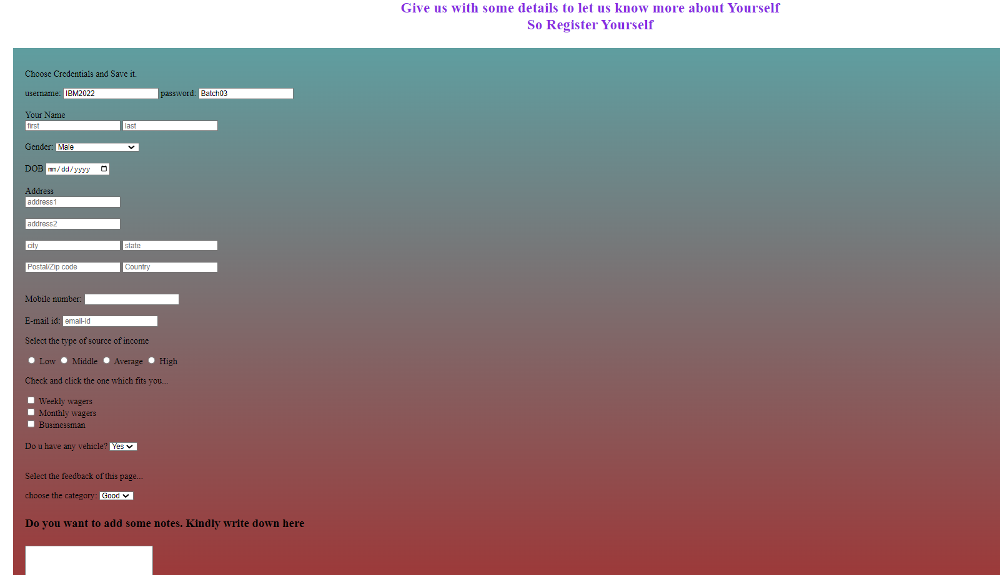 Give us with some details to let us know more about Yourself
So Register Yourself
Choose Credentials and Save it.
username: IBM2022 password: Batch03
Your Name
first last
Gender: Male
DOB mm/dd/yyyy
Address
address1
address2
city state
Postal/Zip code Country
Mobile number:
E-mail id: email-id
Select the type of source of income
Low Middle Average High
Check and click the one which fits you...
Weekly wagers
Monthly wagers
Businessman
Do u have any vehicle? Yes
Select the feedback of this page...
choose the category: Good
Do you want to add some notes. Kindly write down here